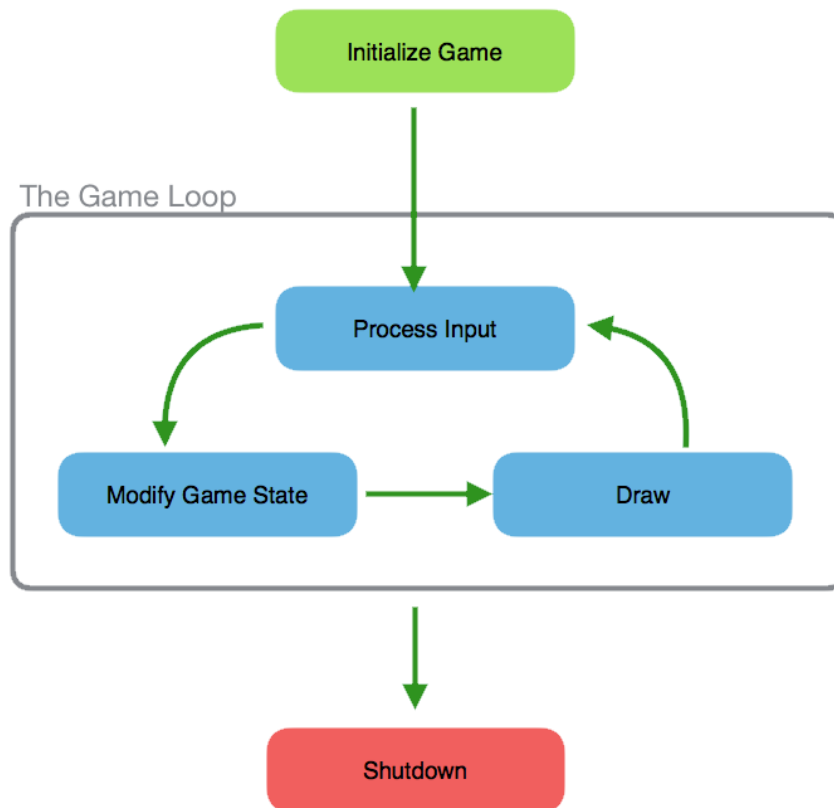 Initialize Game
The Game Loop
Process Input
Modify Game State
Draw
Shutdown